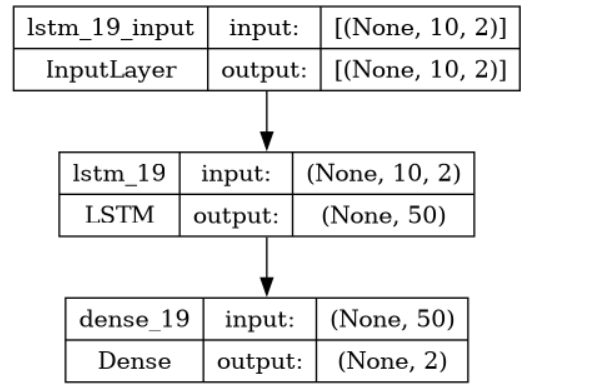 lstm_19_input input: [(None, 10, 2)]
InputLayer output: [(None, 10, 2)]
lstm_19 input: (None, 10, 2)
LSTM output: (None, 50)
dense_19 input: (None, 50)
Dense output: (None, 2)